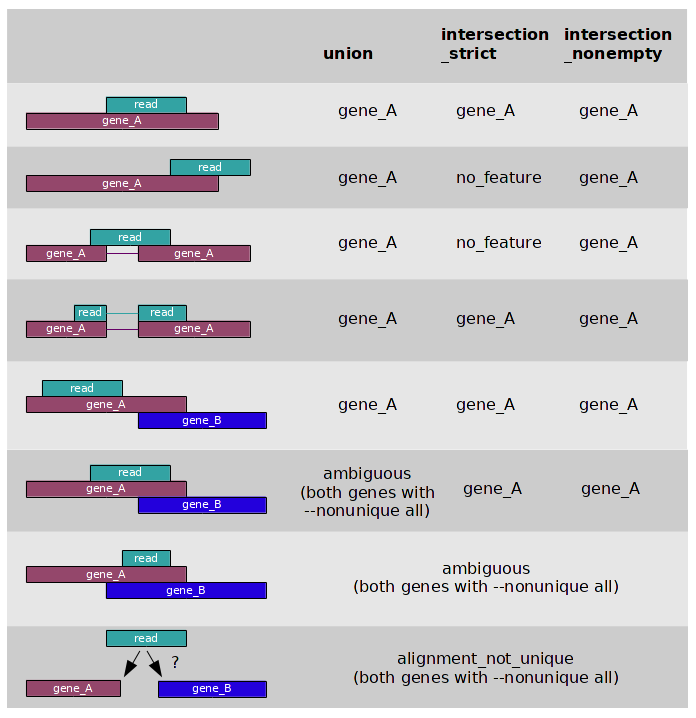 union
intersection
_strict
intersection
_nonempty
read
gene_A
gene_A
gene_A
gene_A
read
gene_A
gene_A
no_feature
gene_A
read
gene_A
gene_A
gene_A
no_feature
gene_A
read
read
gene_A
gene_A
gene_A
gene_A
gene_A
read
gene_A
gene_B
gene_A
gene_A
gene_A
read
gene_A
gene_B
ambiguous
(both genes with
--nonunique all)
gene_A
gene_A
read
gene_A
gene_B
ambiguous
(both genes with --nonunique all)
read
?
gene_A
gene_B
alignment_not_unique
(both genes with --nonunique all)